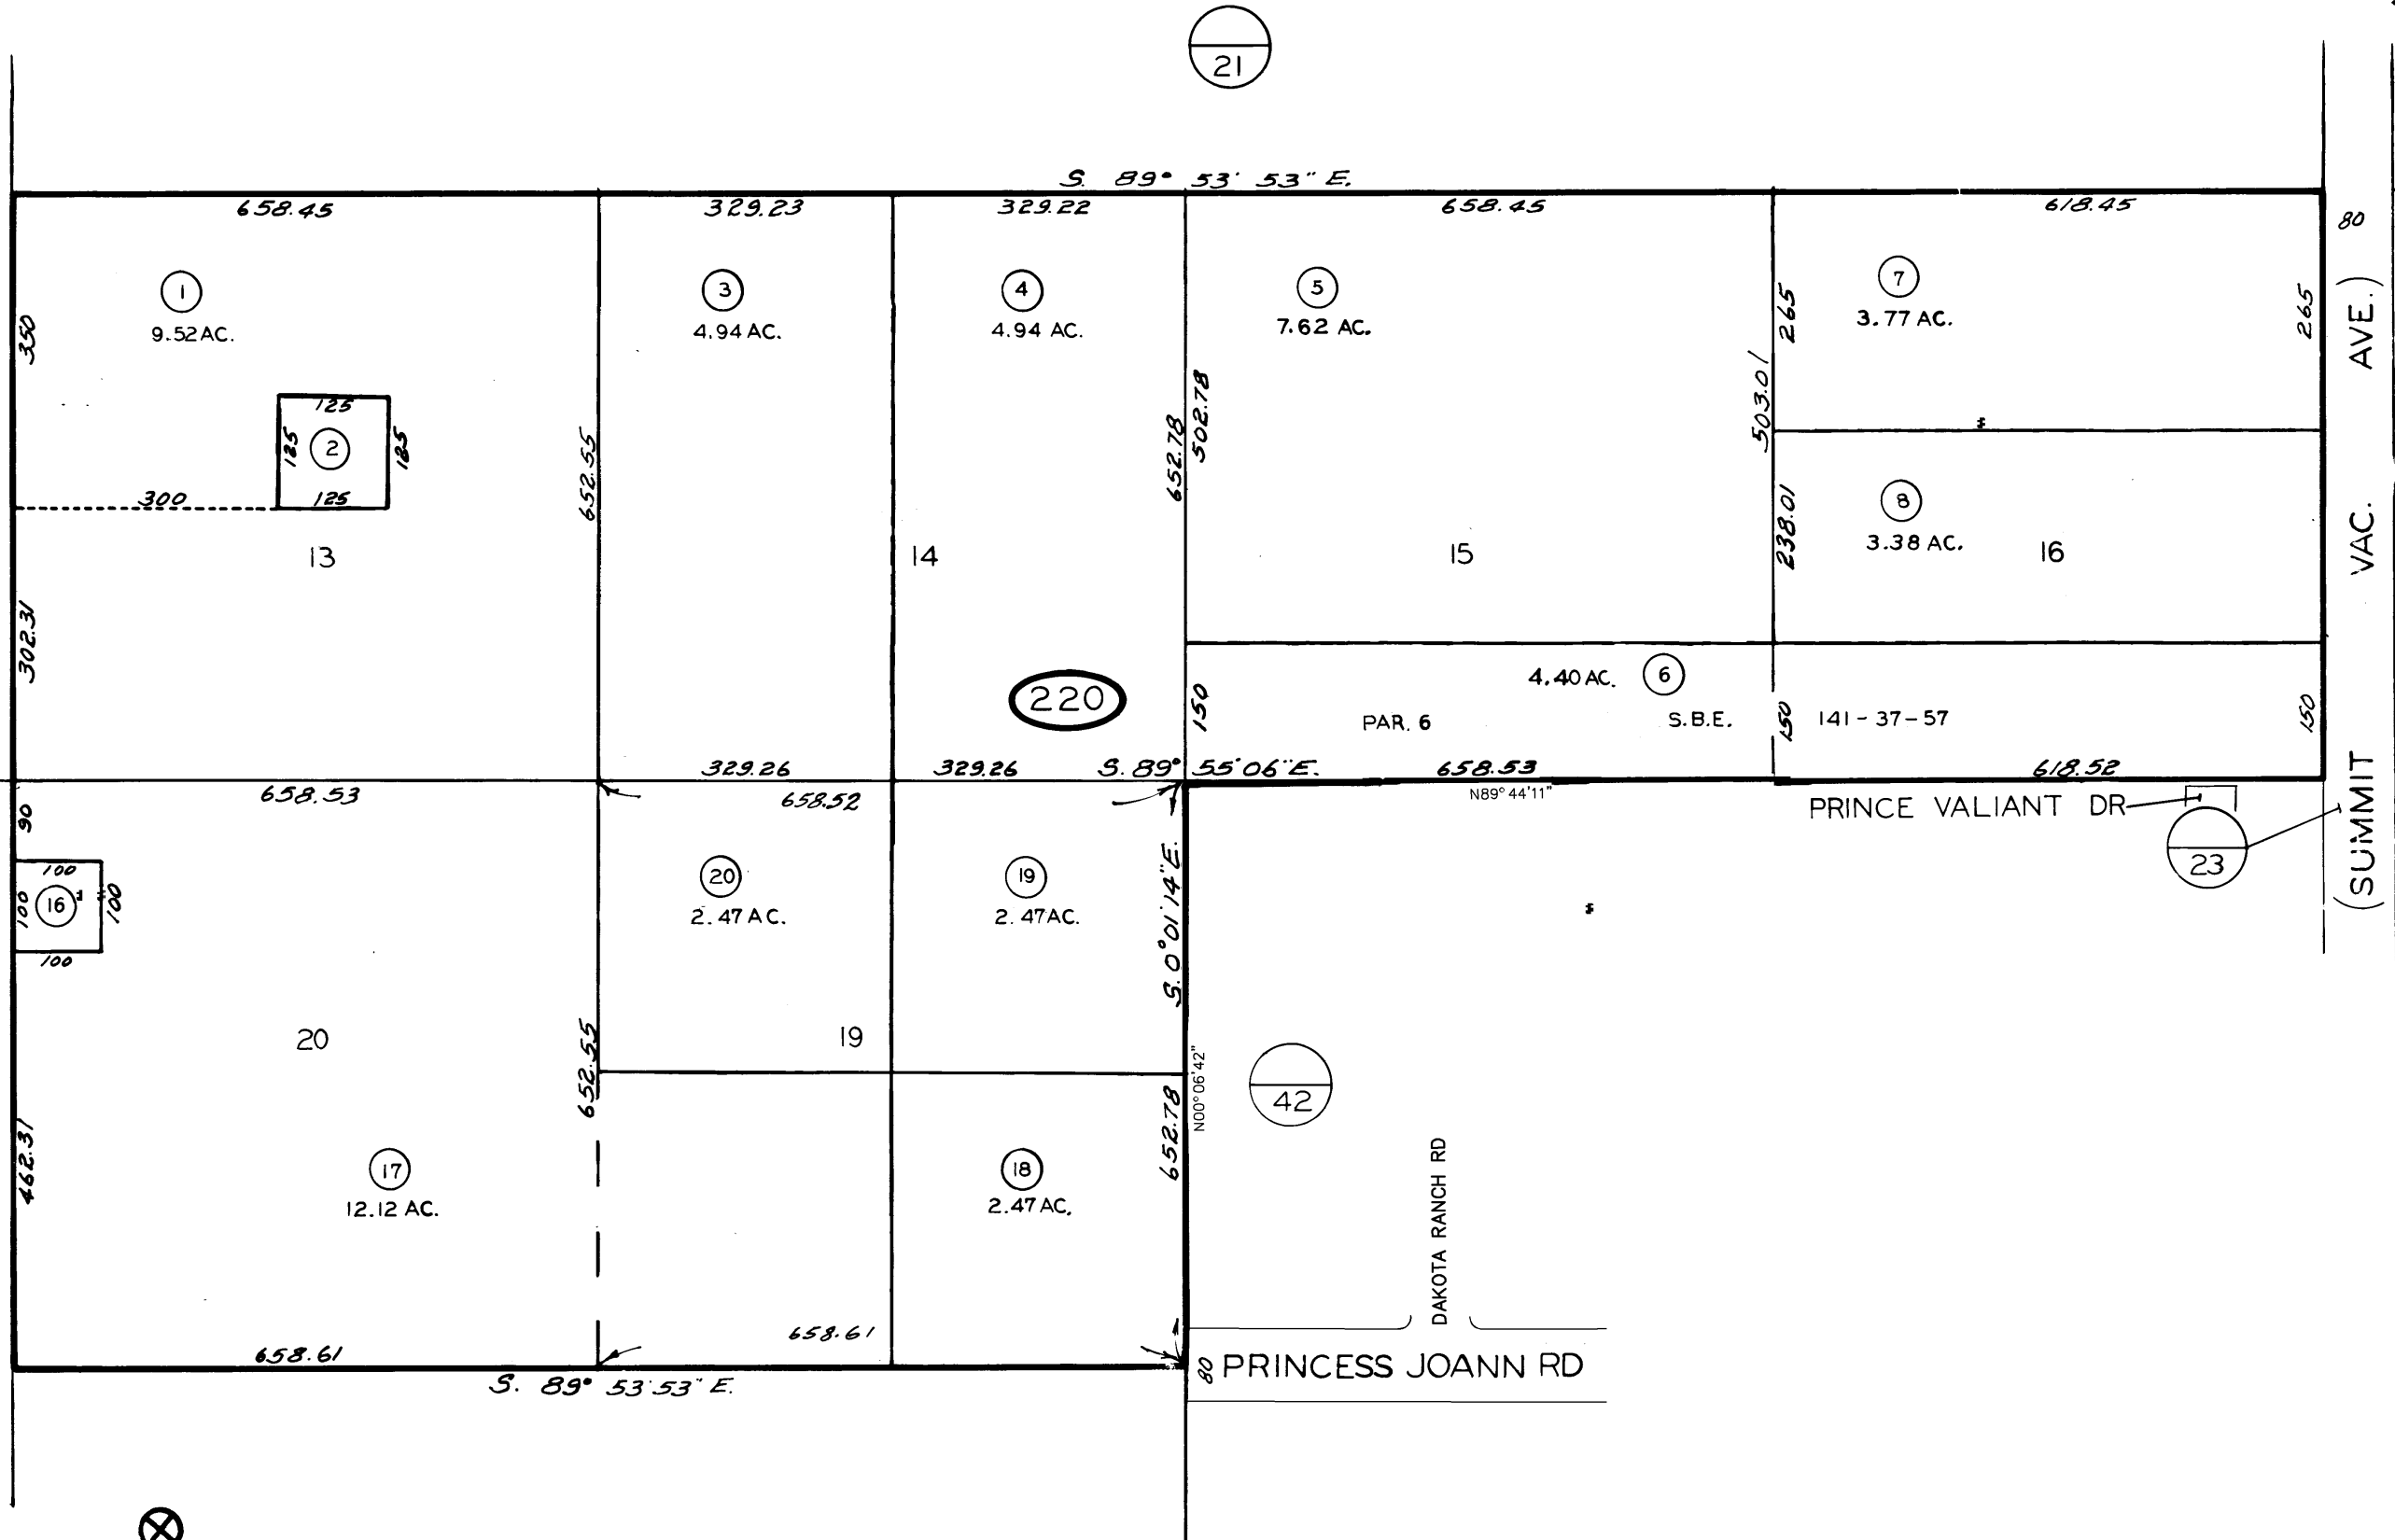 21
S. 89° 53' 53" E.
658.45
329.23
329.22
658.45
618.45
80
1
9.52 AC.
3
4.94 AC.
4
4.94 AC.
5
7.62 AC.
7
3.77 AC.
350
265
265
125
125
2
125
125
300
302.31
13
652.55
14
652.78
502.78
15
503.01
238.01
8
3.38 AC.
16
(SUMMIT VAC. AVE.)
220
150
4.40 AC.
6
PAR. 6
S.B.E.
150
141-37-57
150
329.26
329.26
S. 89° 55' 06" E.
658.53
618.52
658.53
658.52
N89° 44'11"
PRINCE VALIANT DR
23
90
100
100
16
100
100
20
2.47 AC.
19
2.47 AC.
S. 0° 01' 14" E.
20
652.55
19
N00° 06'42"
42
462.31
17
12.12 AC.
18
2.47 AC.
652.78
DAKOTA RANCH RD
658.61
658.61
80
PRINCESS JOANN RD
S. 89° 53' 53" E.